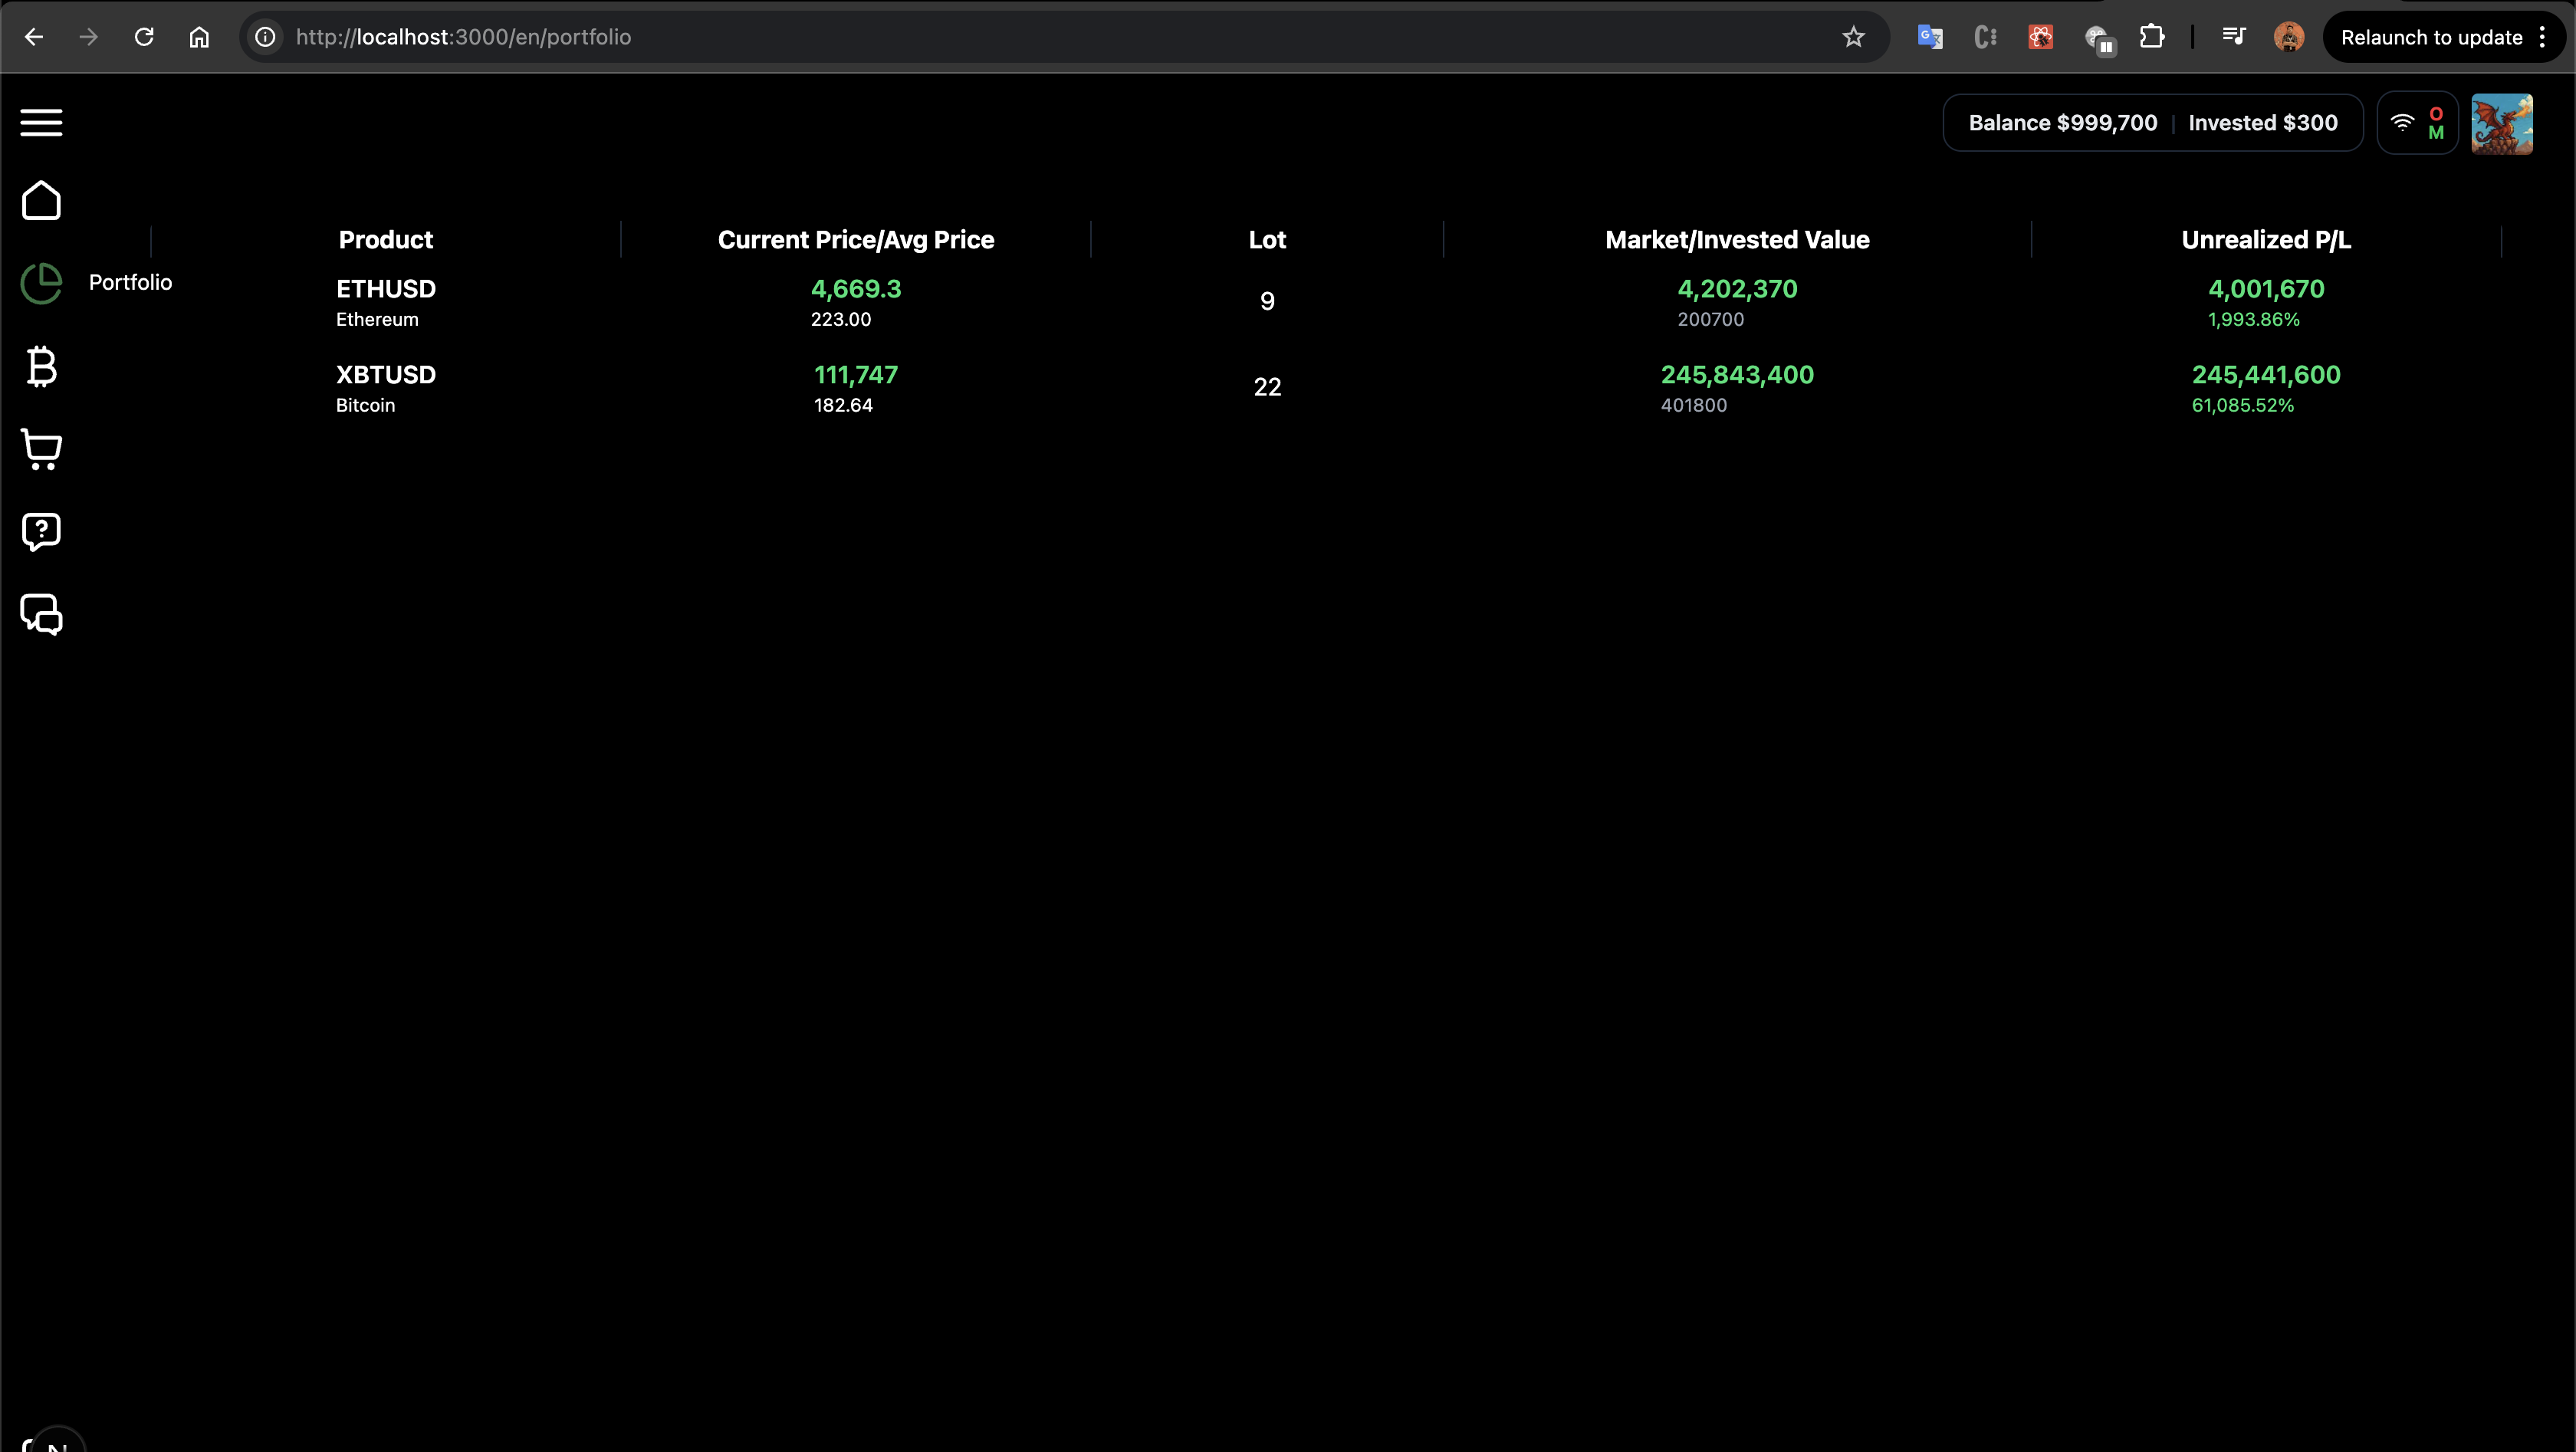 http://localhost:3000/en/portfolio
Relaunch to update
Balance $999,700 | Invested $300
O
M
Product
Current Price/Avg Price
Lot
Market/Invested Value
Unrealized P/L
Portfolio
ETHUSD
Ethereum
4,669.3
223.00
9
4,202,370
200700
4,001,670
1,993.86%
XBTUSD
Bitcoin
111,747
182.64
22
245,843,400
401800
245,441,600
61,085.52%